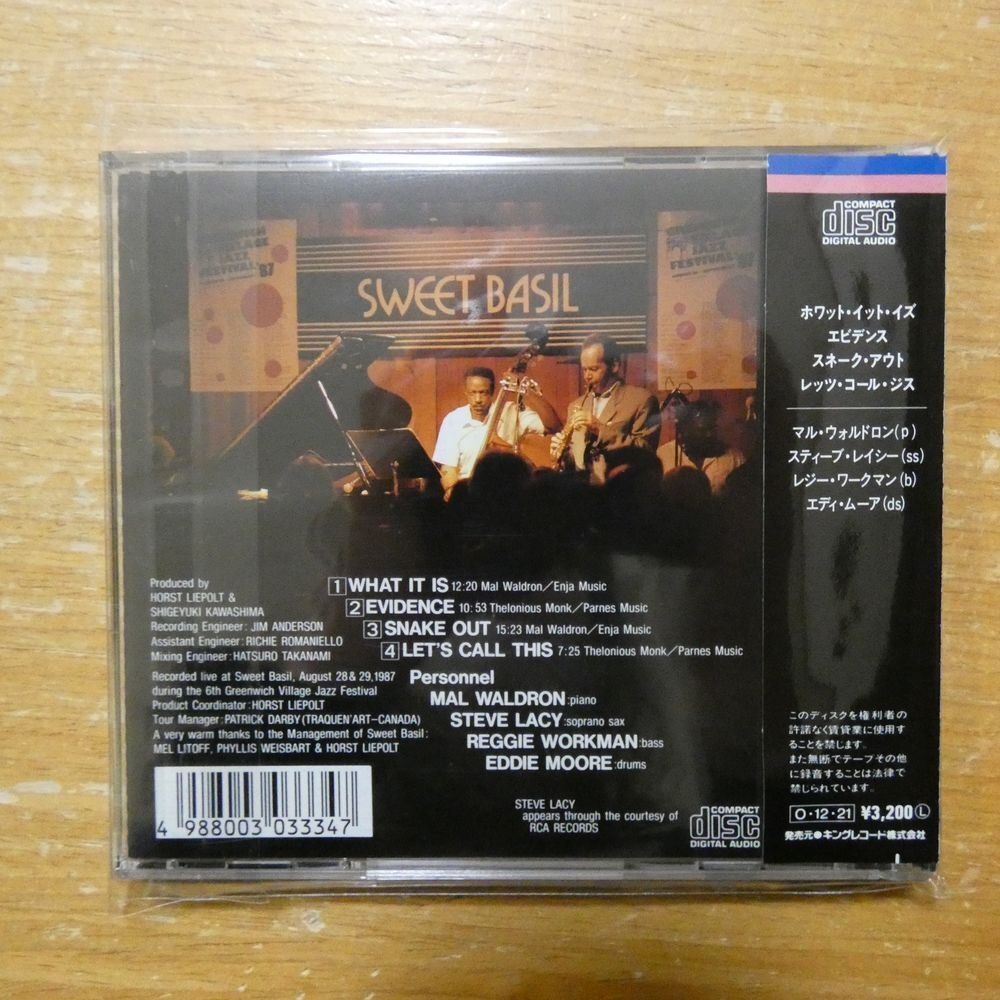 GREENWICH
VILLAGE
JAZZ
FESTIVAL '87
VILLAGE
JAZZ
FESTIVAL '87
SWEET BASIL
Produced by
HORST LIEPOLT &
SHIGEYUKI KAWASHIMA
Recording Engineer: JIM ANDERSON
Assistant Engineer: RICHIE ROMANIELLO
Mixing Engineer: HATSURO TAKANAMI
Recorded live at Sweet Basil, August 28 & 29, 1987
during the 6th Greenwich Village Jazz Festival
Product Coordinator: HORST LIEPOLT
Tour Manager: PATRICK DARBY (TRAQUEN'ART-CANADA)
A very warm thanks to the Management of Sweet Basil:
MEL LITOFF, PHYLLIS WEISBART & HORST LIEPOLT
4 988003 033347
1 WHAT IT IS 12:20 Mal Waldron/Enja Music
2 EVIDENCE 10:53 Thelonious Monk/Parnes Music
3 SNAKE OUT 15:23 Mal Waldron/Enja Music
4 LET'S CALL THIS 7:25 Thelonious Monk/Parnes Music
Personnel
MAL WALDRON:piano
STEVE LACY:soprano sax
REGGIE WORKMAN:bass
EDDIE MOORE:drums
STEVE LACY
appears through the courtesy of
RCA RECORDS
COMPACT
disc
DIGITAL AUDIO
COMPACT
disc
DIGITAL AUDIO
ホワット・イット・イズ
エビデンス
スネーク・アウト
レッツ・コール・ジス
マル・ウォルドロン(p)
スティーブ・レイシー(ss)
レジー・ワークマン(b)
エディ・ムーア(ds)
このディスクを権利者の
許諾なく賃貸業に使用す
ることを禁じます。
また無断でテープその他
に録音することは法律で
禁じられています。
O・12・21 ¥3,200 Ⓛ
発売元●キングレコード株式会社